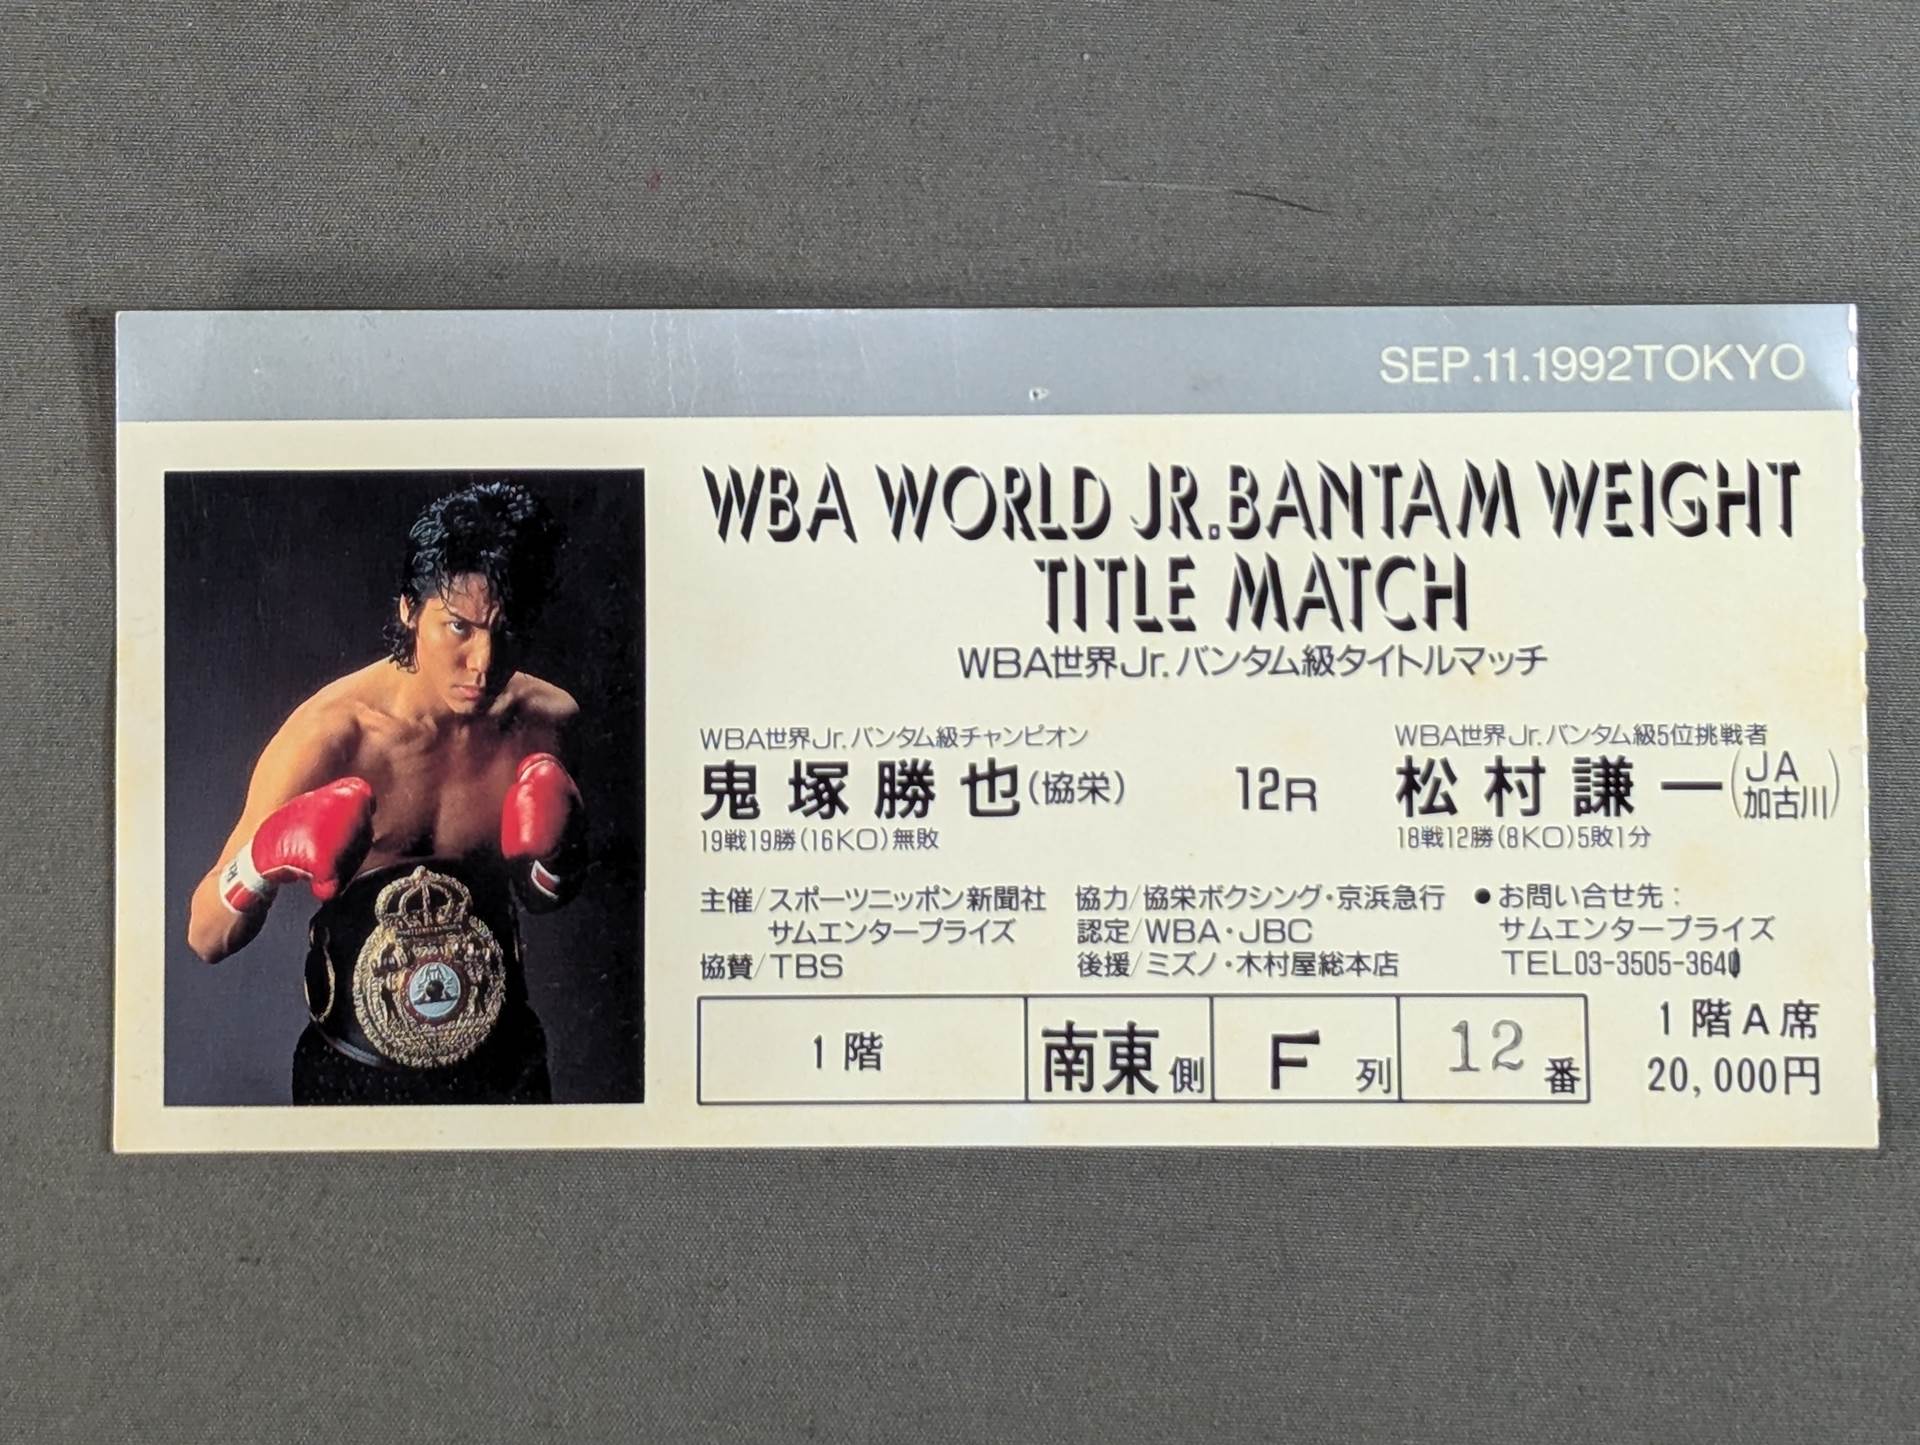 SEP.11.1992TOKYO
WBA WORLD JR.BANTAM WEIGHT
TITLE MATCH
WBA世界Jr.バンタム級タイトルマッチ
WBA世界Jr.バンタム級チャンピオン
鬼塚勝也(協栄)
19戦19勝(16KO)無敗
12R
WBA世界Jr.バンタム級5位挑戦者
松村謙一(JA加古川)
18戦12勝(8KO)5敗1分
主催/スポーツニッポン新聞社
サムエンタープライズ
協賛/TBS
協力/協栄ボクシング・京浜急行
認定/WBA・JBC
後援/ミズノ・木村屋総本店
●お問い合せ先:
サムエンタープライズ
TEL03-3505-364
1階 南東側 F列 12番
1階A席
20,000円